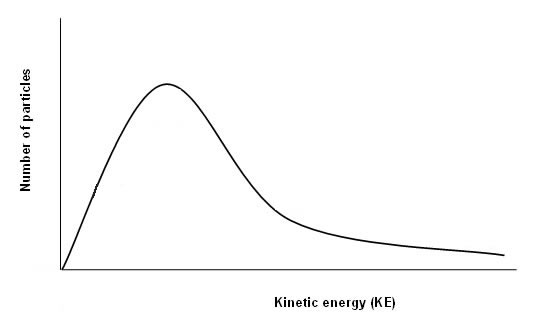 Number of particles
Kinetic energy (KE)